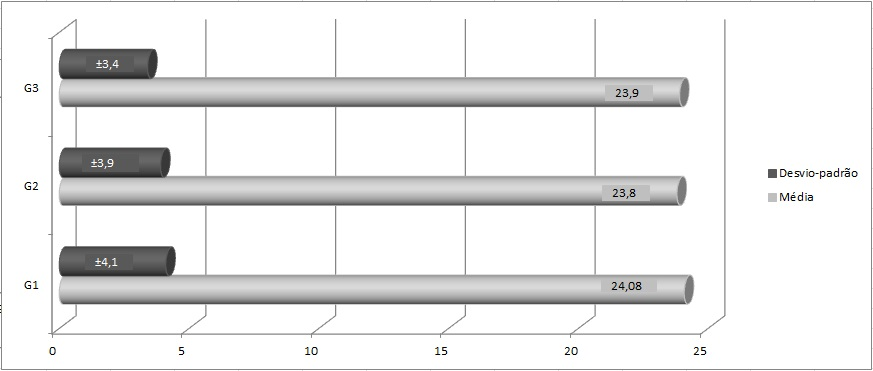 G3
±3,4
23,9
G2
±3,9
23,8
G1
±4,1
24,08
0 5 10 15 20 25
Desvio-padrão
Média